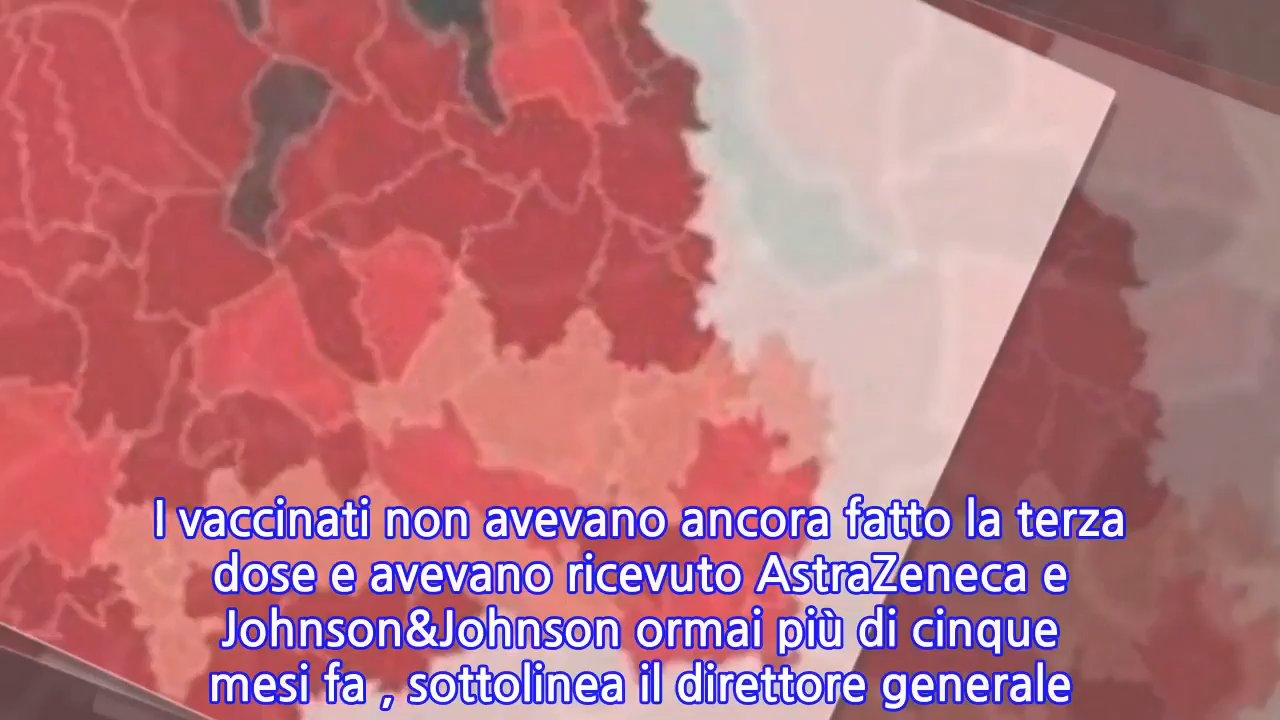 I vaccinati non avevano ancora fatto la terza
dose e avevano ricevuto AstraZeneca e
Johnson&Johnson ormai più di cinque
mesi fa , sottolinea il direttore generale